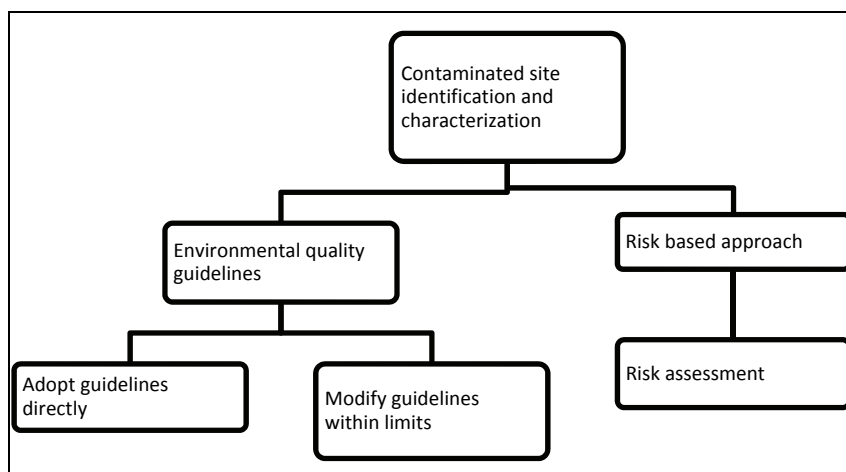 Contaminated site
identification and
characterization
Environmental quality
guidelines
Risk based approach
Adopt guidelines
directly
Modify guidelines
within limits
Risk assessment